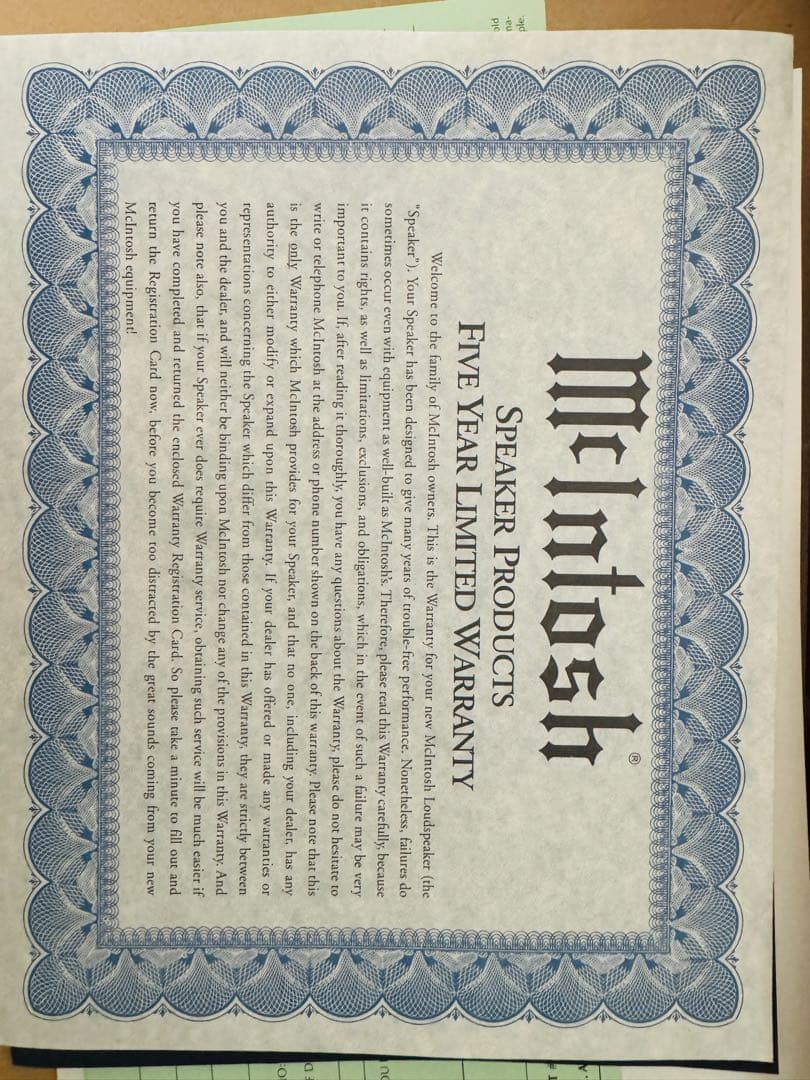 McIntosh®
SPEAKER PRODUCTS
FIVE YEAR LIMITED WARRANTY
Welcome to the family of McIntosh owners. This is the Warranty for your new McIntosh Loudspeaker (the
"Speaker"). Your Speaker has been designed to give many years of trouble-free performance. Nonetheless, failures do
sometimes occur even with equipment as well-built as McIntosh's. Therefore, please read this Warranty carefully, because
it contains rights, as well as limitations, exclusions, and obligations, which in the event of such a failure may be very
important to you. If, after reading it thoroughly, you have any questions about the Warranty, please do not hesitate to
write or telephone McIntosh at the address or phone number shown on the back of this warranty. Please note that this
is the only Warranty which McIntosh provides for your Speaker, and that no one, including your dealer, has any
authority to either modify or expand upon this Warranty. If your dealer has offered or made any warranties or
representations concerning the Speaker which differ from those contained in this Warranty, they are strictly between
you and the dealer, and will neither be binding upon McIntosh nor change any of the provisions in this Warranty. And
please note also, that if your Speaker ever does require Warranty service, obtaining such service will be much easier if
you have completed and returned the enclosed Warranty Registration Card. So please take a minute to fill out and
return the Registration Card now, before you become too distracted by the great sounds coming from your new
McIntosh equipment!